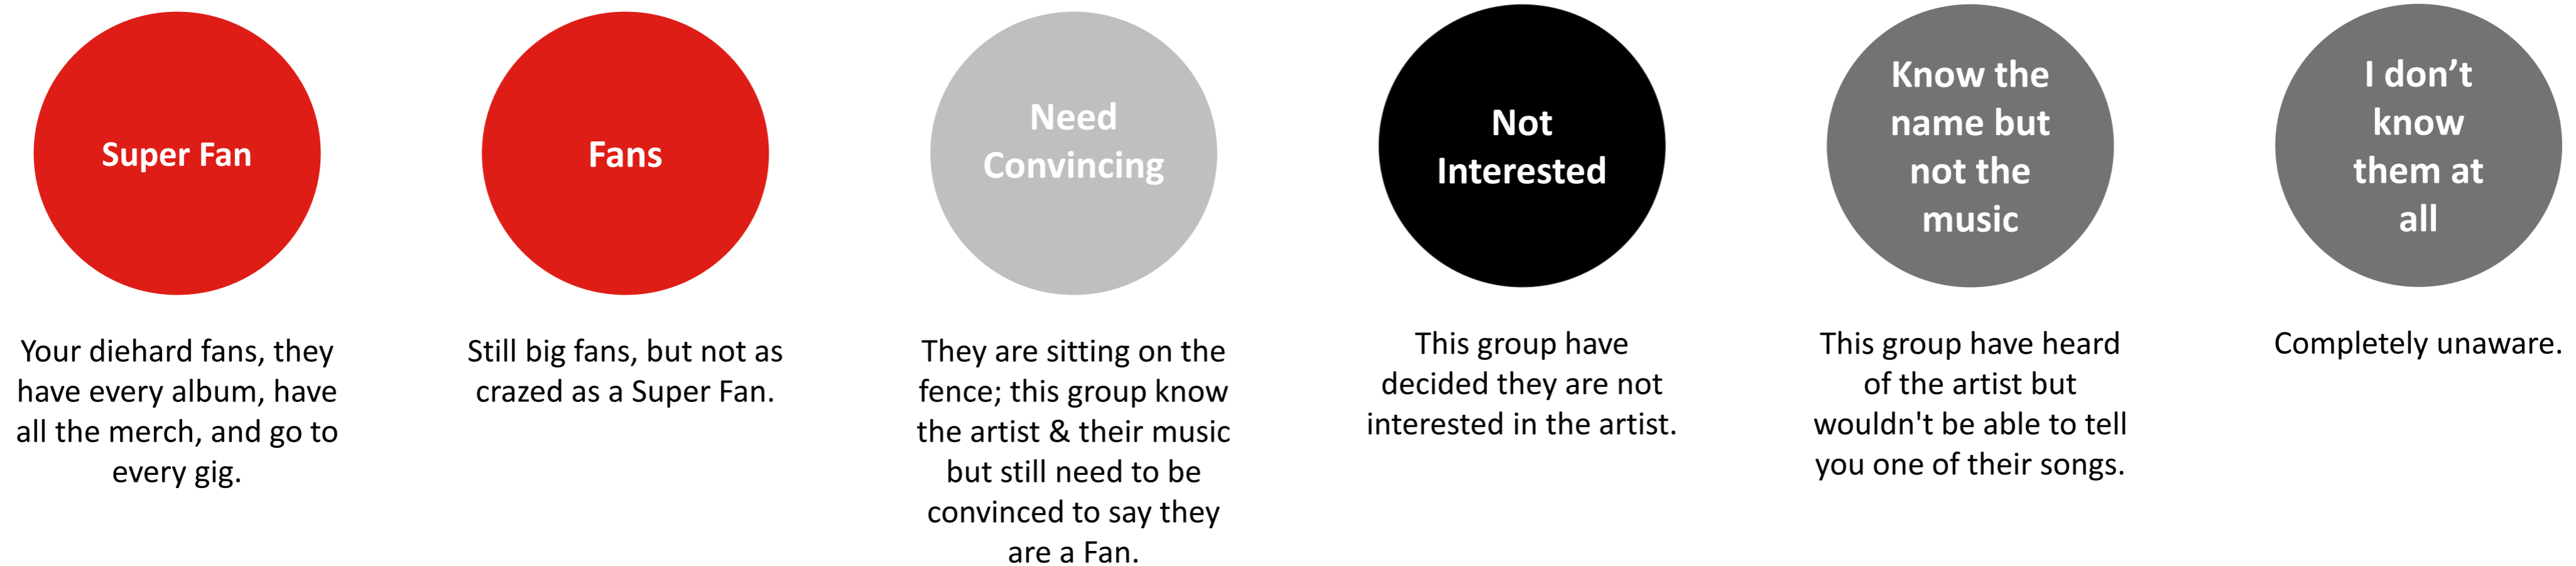 Super Fan
Your diehard fans, they
have every album, have
all the merch, and go to
every gig.
Fans
Still big fans, but not as
crazed as a Super Fan.
Need
Convincing
They are sitting on the
fence; this group know
the artist & their music
but still need to be
convinced to say they
are a Fan.
Not
Interested
This group have
decided they are not
interested in the artist.
Know the
name but
not the
music
This group have heard
of the artist but
wouldn't be able to tell
you one of their songs.
I don’t
know
them at
all
Completely unaware.